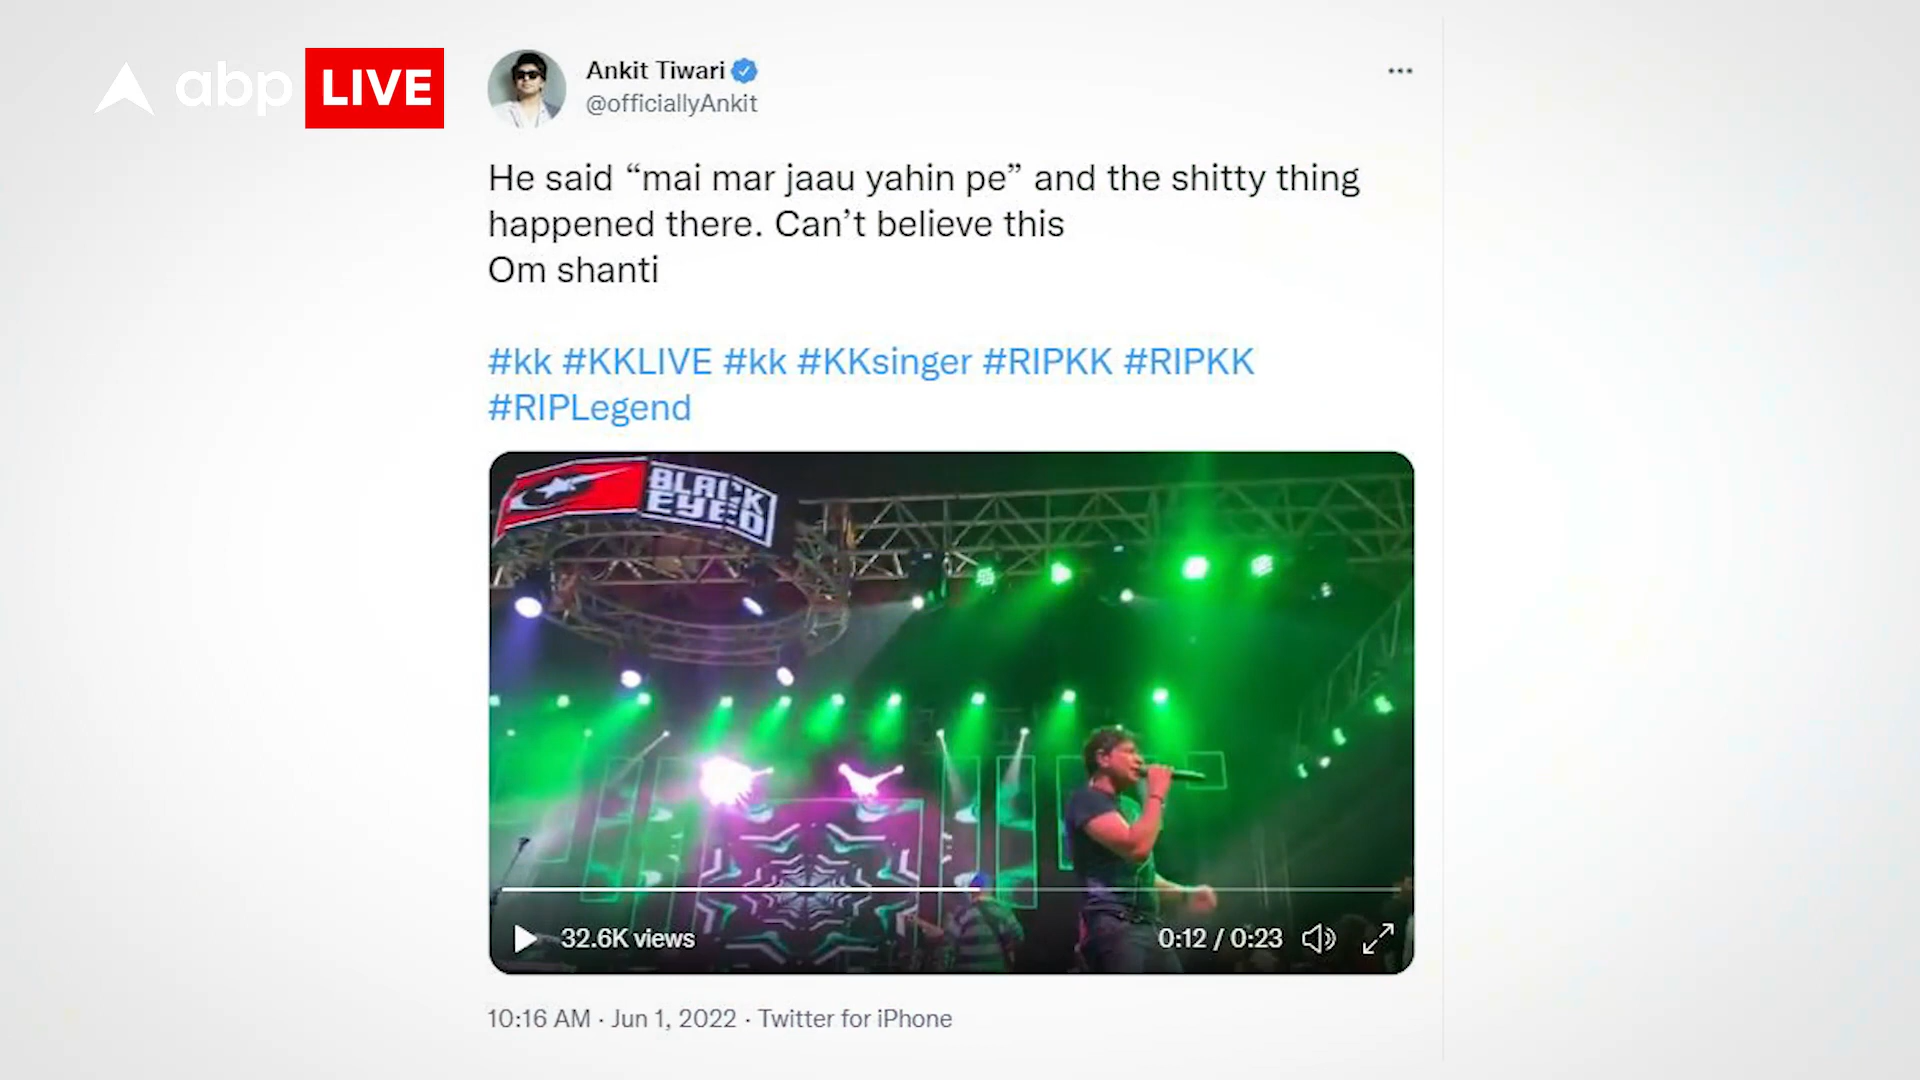 abp LIVE
Ankit Tiwari
@officiallyAnkit
He said “mai mar jaau yahin pe” and the shitty thing
happened there. Can’t believe this
Om shanti
#kk #KKLIVE #kk #KKsinger #RIPKK #RIPKK
#RIPLegend
BLACK
EYED
32.6K views
0:12 / 0:23
10:16 AM · Jun 1, 2022 · Twitter for iPhone